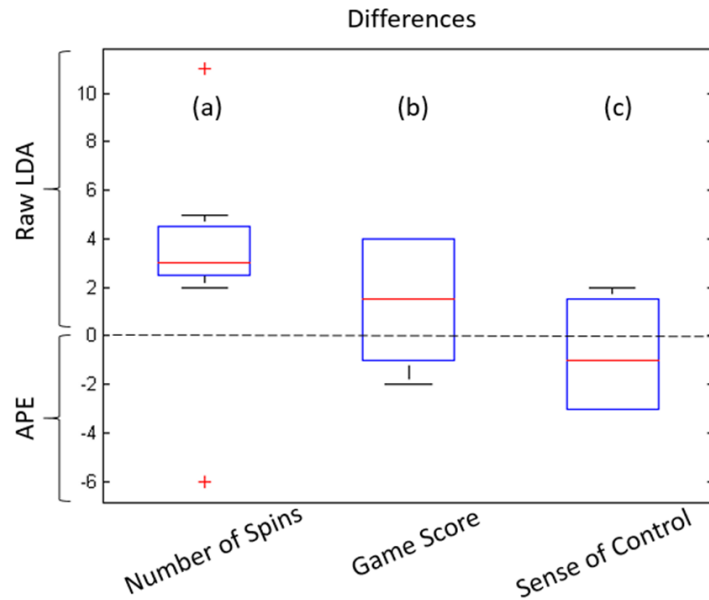 Differences
Raw LDA
APE
10
8
6
4
2
0
-2
-4
-6
(a)
(b)
(c)
Number of Spins
Game Score
Sense of Control